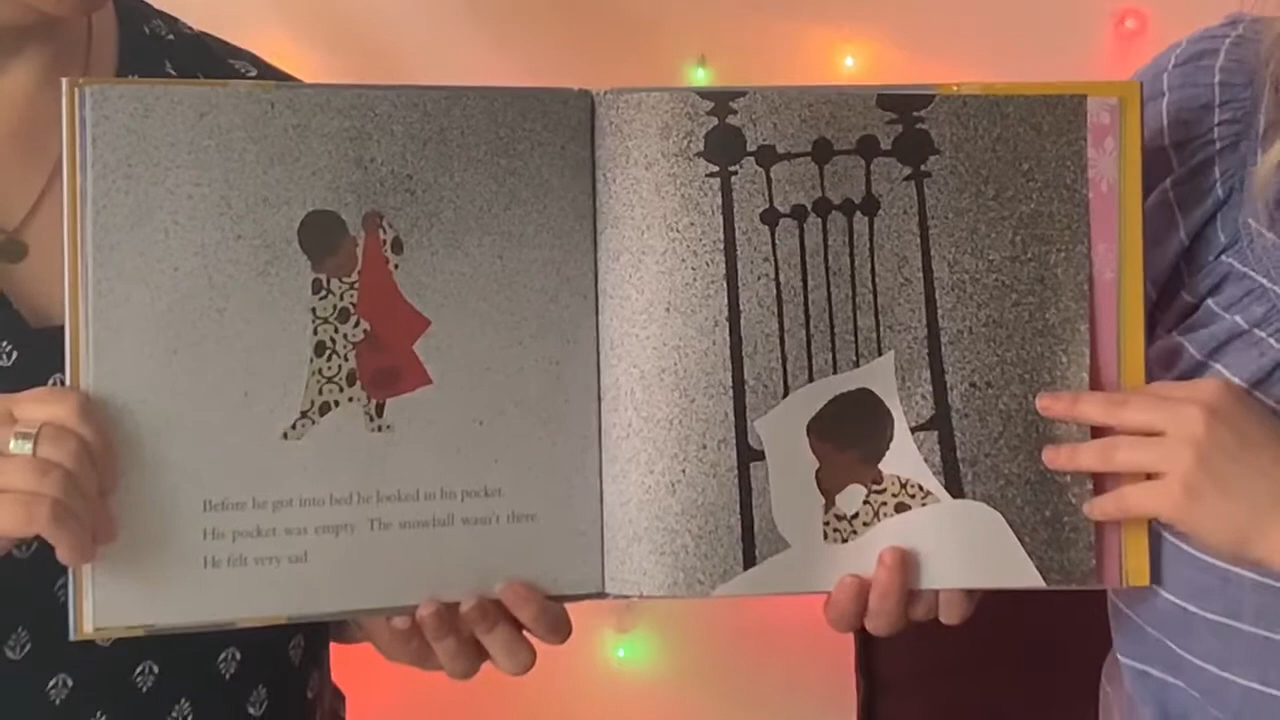 Before he got into bed he looked in his pocket.
His pocket was empty. The snowball wasn't there.
He felt very sad.